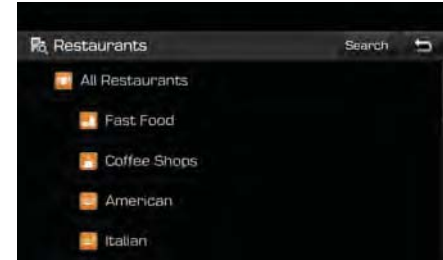 Restaurants Search
All Restaurants
Fast Food
Coffee Shops
American
Italian